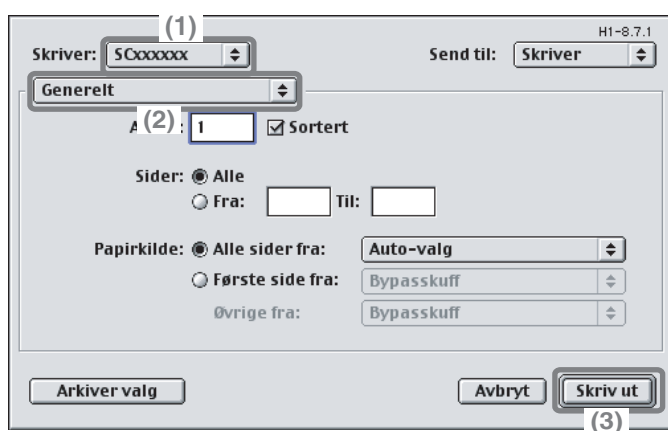 (1)
H1-8.7.1
Skriver: SCxxxxxx Send til: Skriver
Generelt
(2) : 1 Sortert
Sider: Alle
Fra: Til:
Papirkilde: Alle sider fra: Auto-valg
Første side fra: Bypasskuff
Øvrige fra: Bypasskuff
Arkiver valg Avbryt Skriv ut
(3)